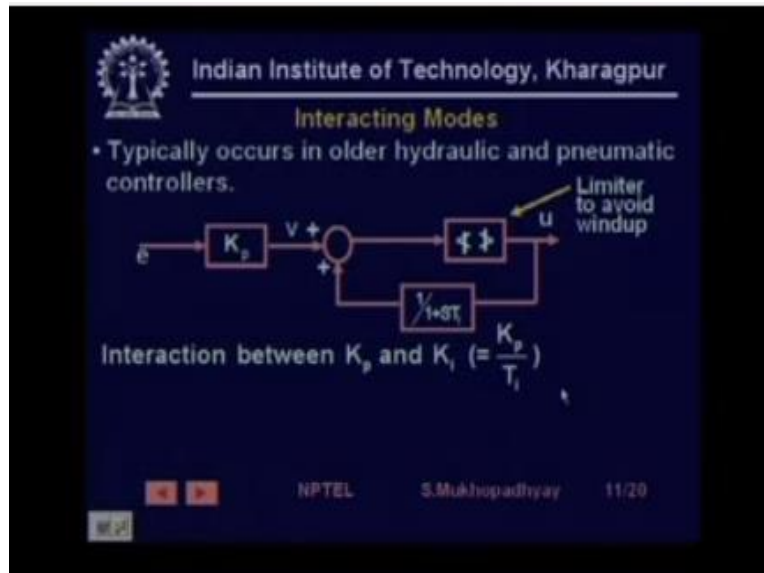 Indian Institute of Technology, Kharagpur
Interacting Modes
• Typically occurs in older hydraulic and pneumatic
controllers.
Limiter
to avoid
windup
e
Kp
v +
+
u
1/1+STi
Interaction between Kp and Ki (= Kp/Ti)
NPTEL S.Mukhopadhyay 11/20